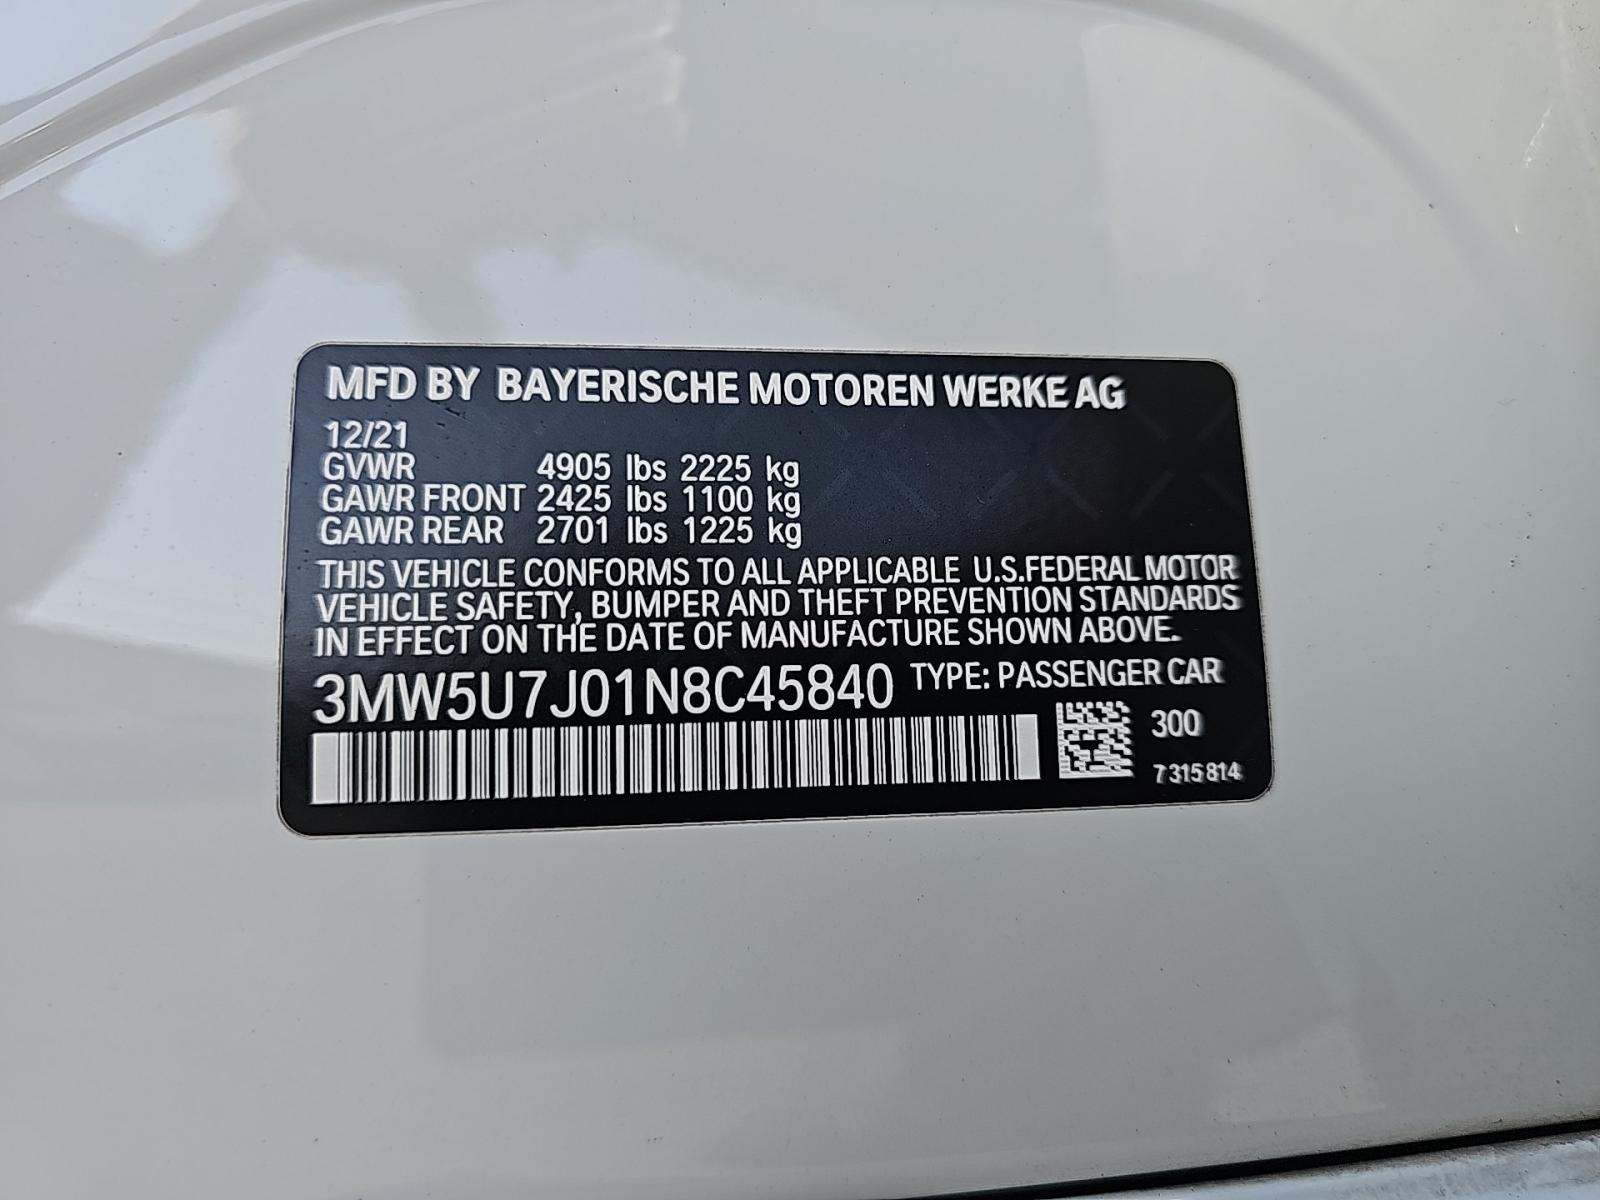 MFD BY BAYERISCHE MOTOREN WERKE AG
12/21
GVWR 4905 lbs 2225 kg
GAWR FRONT 2425 lbs 1100 kg
GAWR REAR 2701 lbs 1225 kg
THIS VEHICLE CONFORMS TO ALL APPLICABLE U.S.FEDERAL MOTOR
VEHICLE SAFETY, BUMPER AND THEFT PREVENTION STANDARDS
IN EFFECT ON THE DATE OF MANUFACTURE SHOWN ABOVE.
3MW5U7J01N8C45840 TYPE: PASSENGER CAR
300
7 315 814